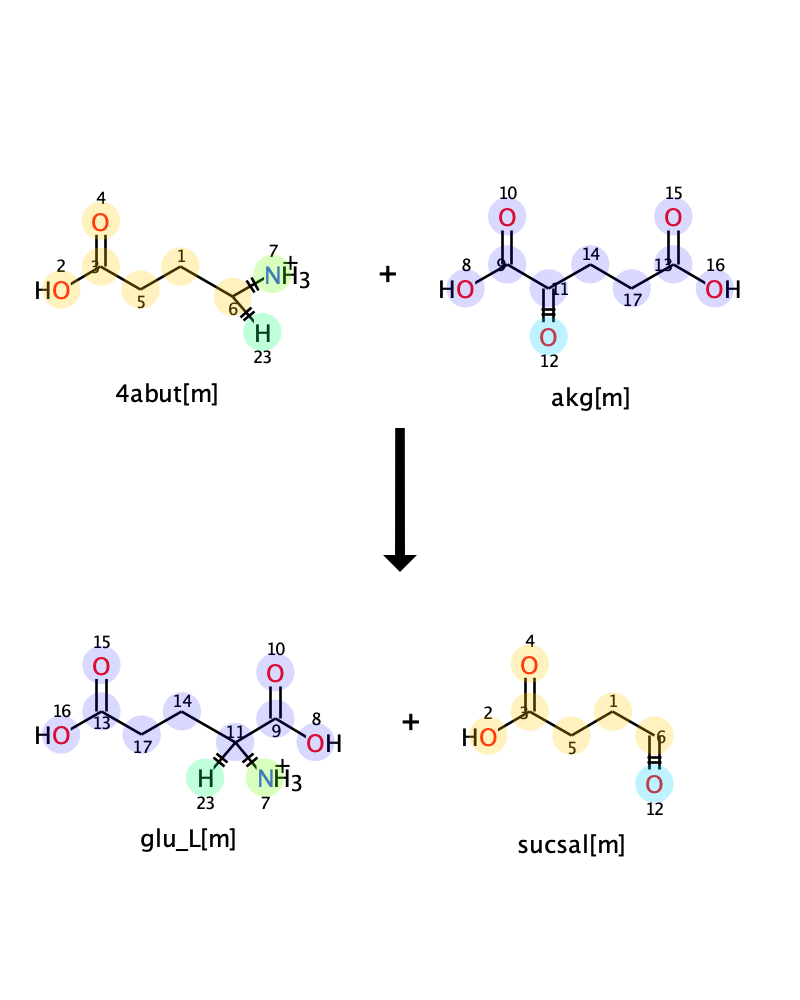 4 10 15
2 3 1 7 8 9 14 13 16
HO O 5 6 NH3+ + HO O 11 17 O OH
H O
23 12
4abut[m] akg[m]
15 10 4
16 13 14 11 9 8 2 3 1
HO O 17 O OH + HO O 5 6
H NH3+ O
23 7 12
glu_L[m] sucsal[m]